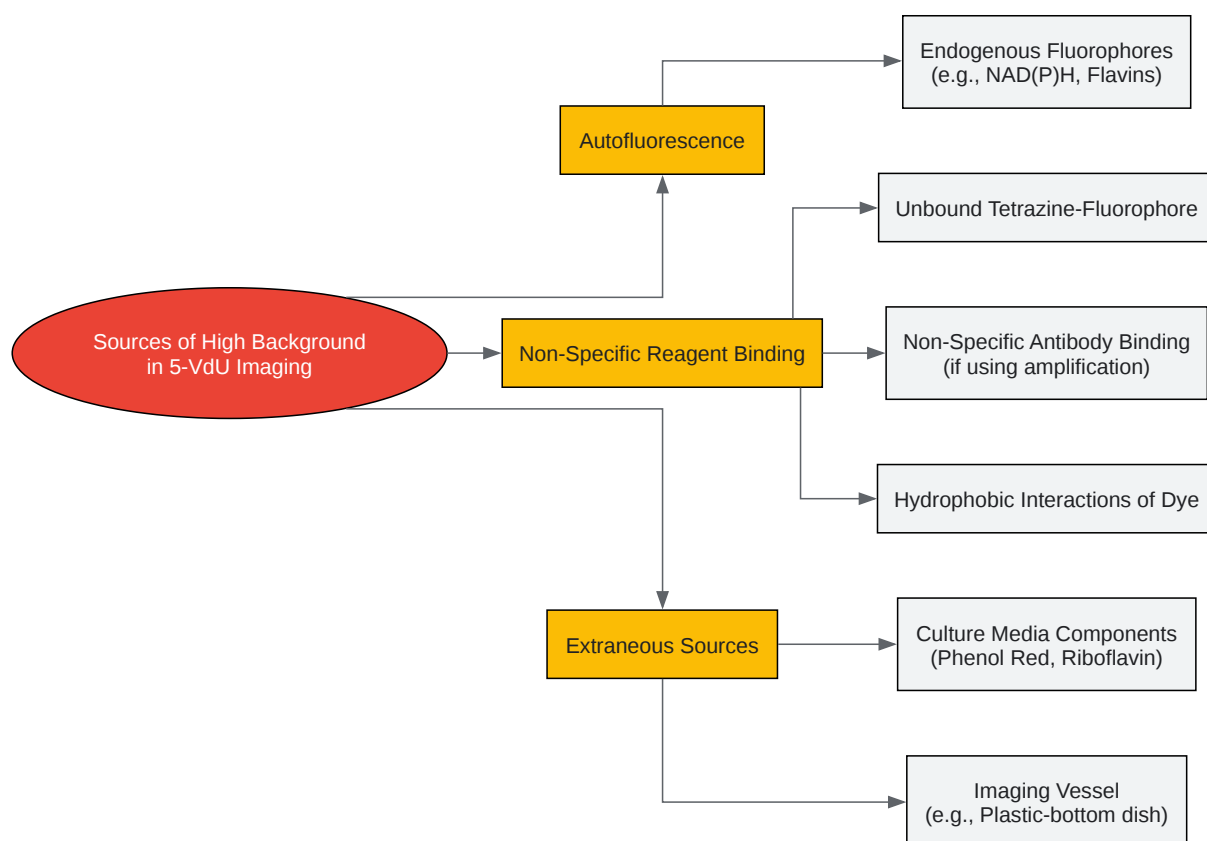 Endogenous Fluorophores
(e.g., NAD(P)H, Flavins)
Autofluorescence
Unbound Tetrazine-Fluorophore
Sources of High Background
in 5-VdU Imaging
Non-Specific Reagent Binding
Non-Specific Antibody Binding
(if using amplification)
Hydrophobic Interactions of Dye
Extraneous Sources
Culture Media Components
(Phenol Red, Riboflavin)
Imaging Vessel
(e.g., Plastic-bottom dish)